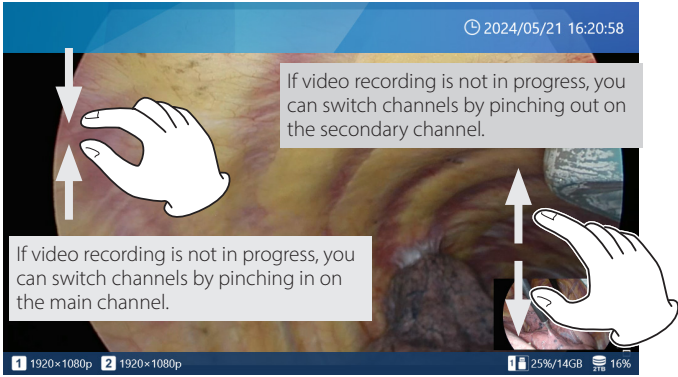 2024/05/21 16:20:58
If video recording is not in progress, you
can switch channels by pinching out on
the secondary channel.
If video recording is not in progress, you
can switch channels by pinching in on
the main channel.
1 1920×1080p 2 1920×1080p
1 25%/14GB 2TB 16%